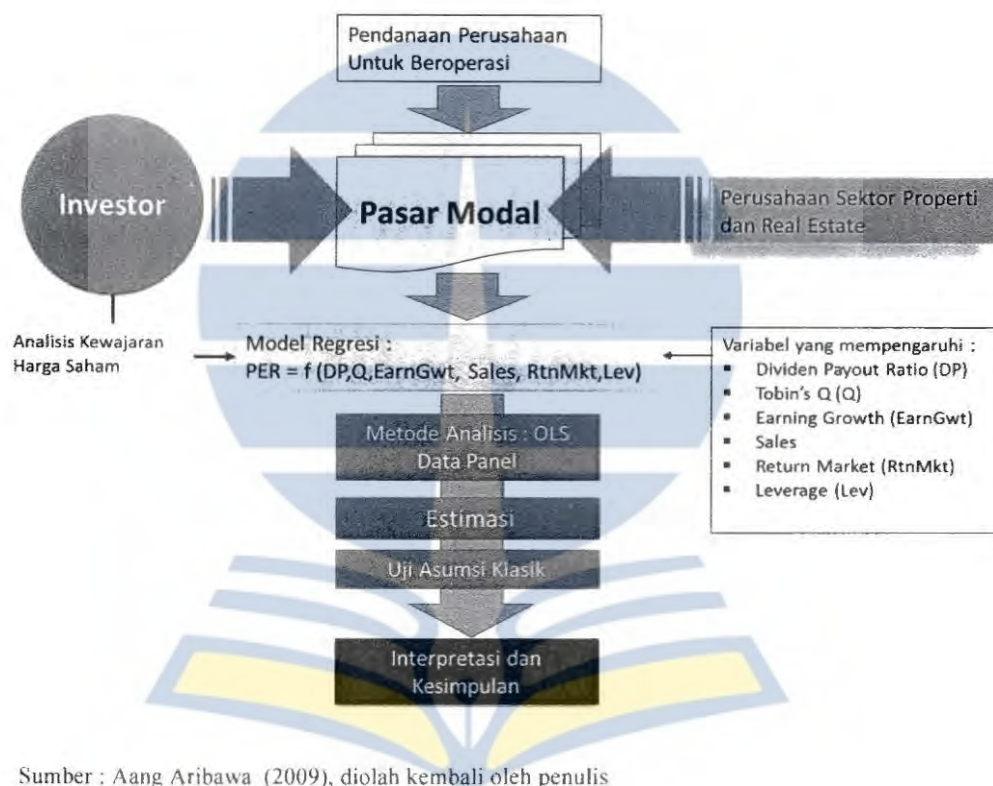 Pendanaan Perusahaan
Untuk Beroperasi
Investor
Pasar Modal
Perusahaan Sektor Properti
dan Real Estate
Analisis Kewajaran
Harga Saham
Model Regresi :
PER = f (DP,Q,EarnGwt, Sales, RtnMkt,Lev)
Variabel yang mempengaruhi :
▪ Dividen Payout Ratio (DP)
▪ Tobin's Q (Q)
▪ Earning Growth (EarnGwt)
▪ Sales
▪ Return Market (RtnMkt)
▪ Leverage (Lev)
Metode Analisis : OLS
Data Panel
Estimasi
Uji Asumsi Klasik
Interpretasi dan
Kesimpulan
Sumber : Aang Aribawa (2009), diolah kembali oleh penulis